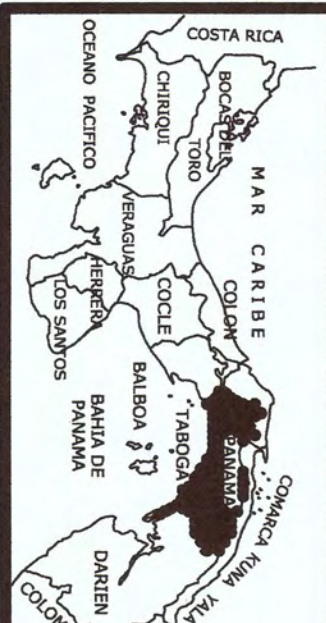 COSTA RICA
BOCAS DEL
TORO
MAR CARIBE
OCEANO PACIFICO
CHIRIQUI
VERAGUAS
COLON
COCLE
HERRERA
LOS SANTOS
PANAMA
COMARCA KUNA YALA
TABOGA
BALBOA
BAHIA DE
PANAMA
DARIEN
COLOM